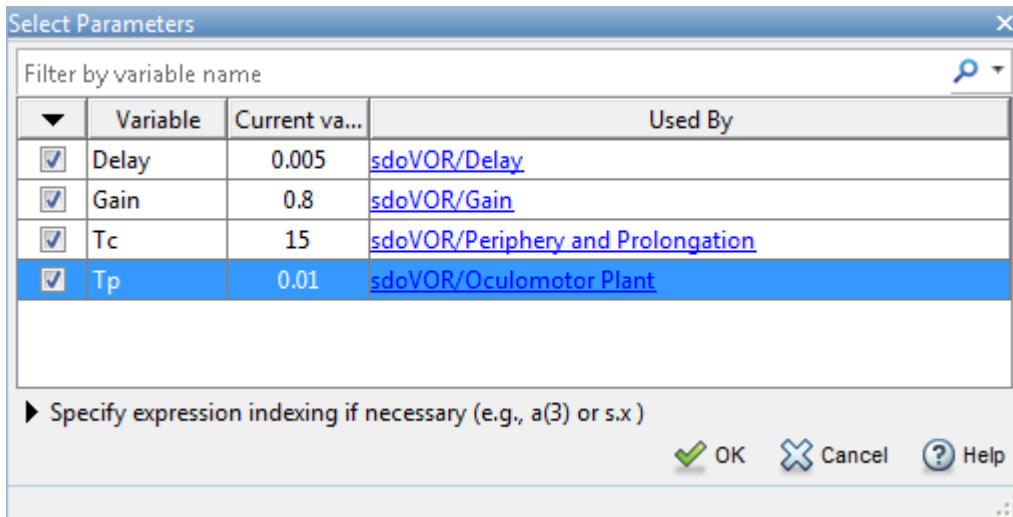 Select Parameters
Filter by variable name
Variable Current va... Used By
Delay 0.005 sdoVOR/Delay
Gain 0.8 sdoVOR/Gain
Tc 15 sdoVOR/Periphery and Prolongation
Tp 0.01 sdoVOR/Oculomotor Plant
Specify expression indexing if necessary (e.g., a(3) or s.x )
OK Cancel Help